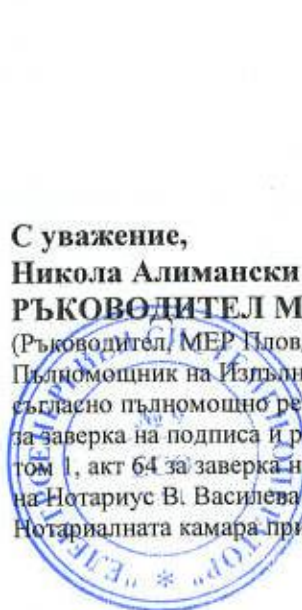 С уважение,
Никола Алимански
РЪКОВОДИТЕЛ М
(Ръководител, МЕР Плов
Пълномощник на Изпълн
съгласно пълномощно ре
за заверка на подписа и р
том 1, акт 64 за заверка н
на Нотариус В. Василева
Нотариалната камара при